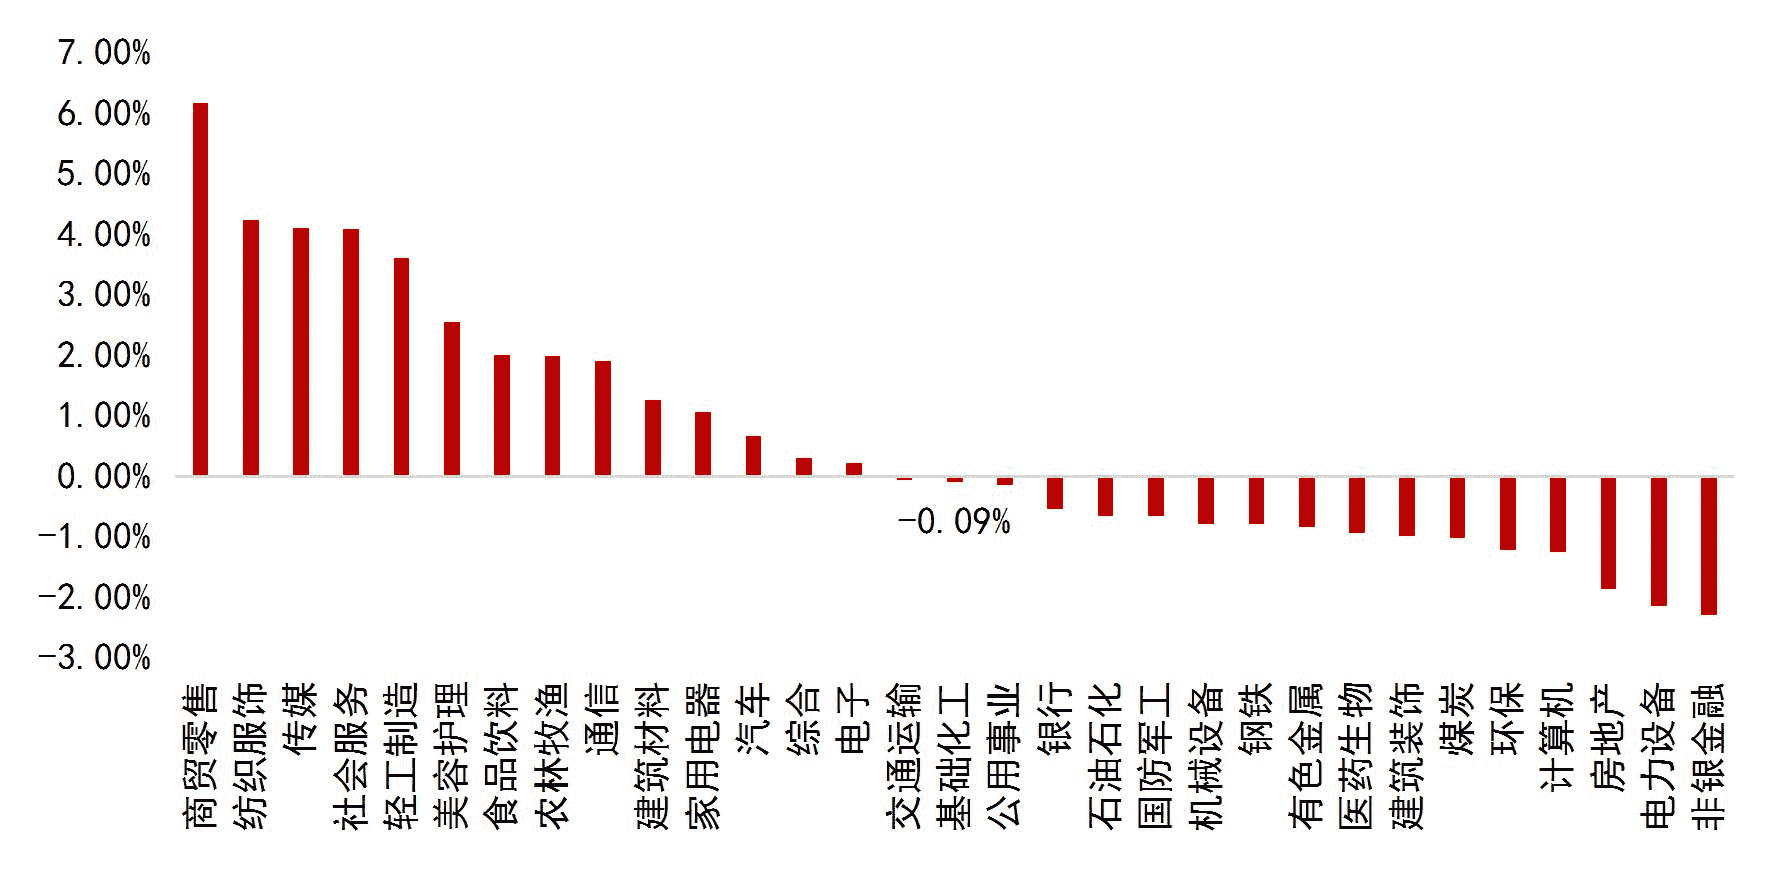 7.00%
6.00%
5.00%
4.00%
3.00%
2.00%
1.00%
0.00%
-1.00%
-2.00%
-3.00%
-0.09%
商贸零售
纺织服饰
传媒
社会服务
轻工制造
美容护理
食品饮料
农林牧渔
通信
建筑材料
家用电器
汽车
综合
电子
交通运输
基础化工
公用事业
银行
石油石化
国防军工
机械设备
钢铁
有色金属
医药生物
建筑装饰
煤炭
环保
计算机
房地产
电力设备
非银金融